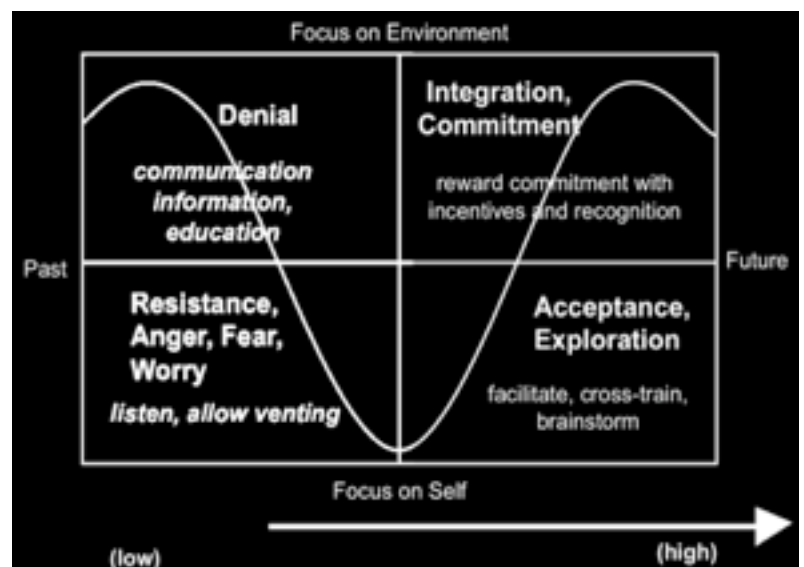 Focus on Environment
Denial
communication
information,
education
Integration,
Commitment
reward commitment with
incentives and recognition
Past
Future
Resistance,
Anger, Fear,
Worry
listen, allow venting
Acceptance,
Exploration
facilitate, cross-train,
brainstorm
Focus on Self
(low)
(high)